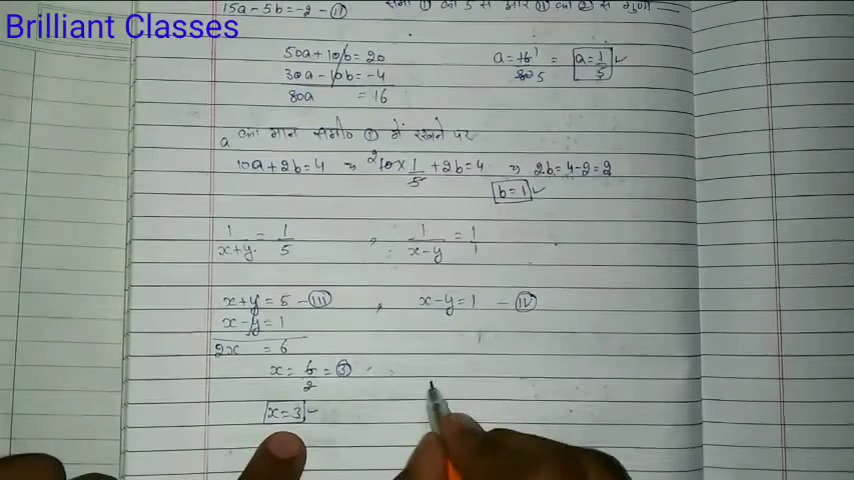 15a-5b=-2-(II)
Brilliant Classes
50a+10b=20
30a-10b=-4
80a = 16
a=16/80 1/5 = a=1/5 ✓
a का मान समी० (I) में रखने पर
10a+2b=4 ⇒ 2 10×1/5 +2b=4 ⇒ 2b=4-2=2
b=1 ✓
1/(x+y) = 1/5 , 1/(x-y) = 1/1
x+y=5-(III) , x-y=1 -(IV)
x-y=1
2x = 6
x=6/2=(3)
x=3 ✓